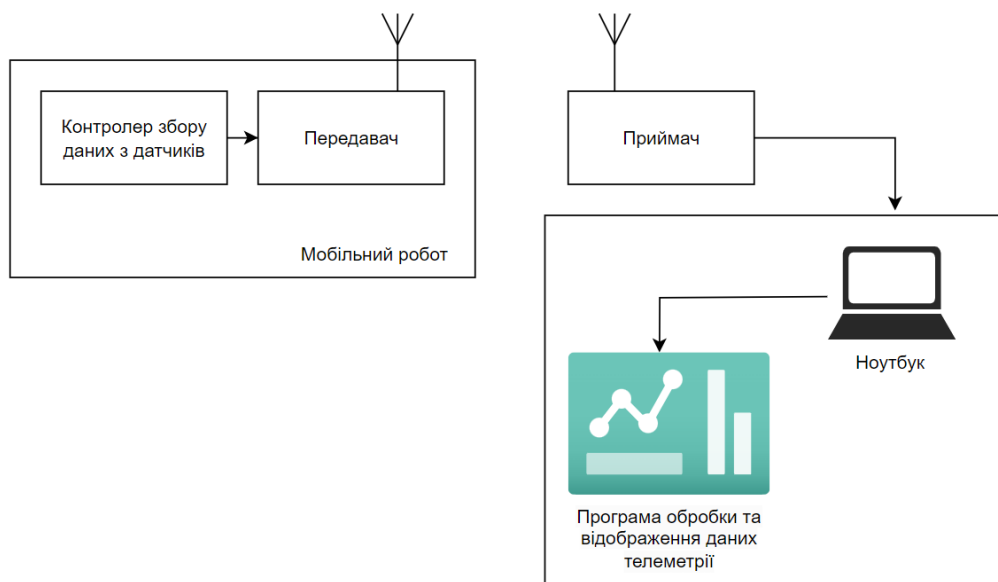 Контролер збору
даних з датчиків
Передавач
Приймач
Мобільний робот
Ноутбук
Програма обробки та
відображення даних
телеметрії